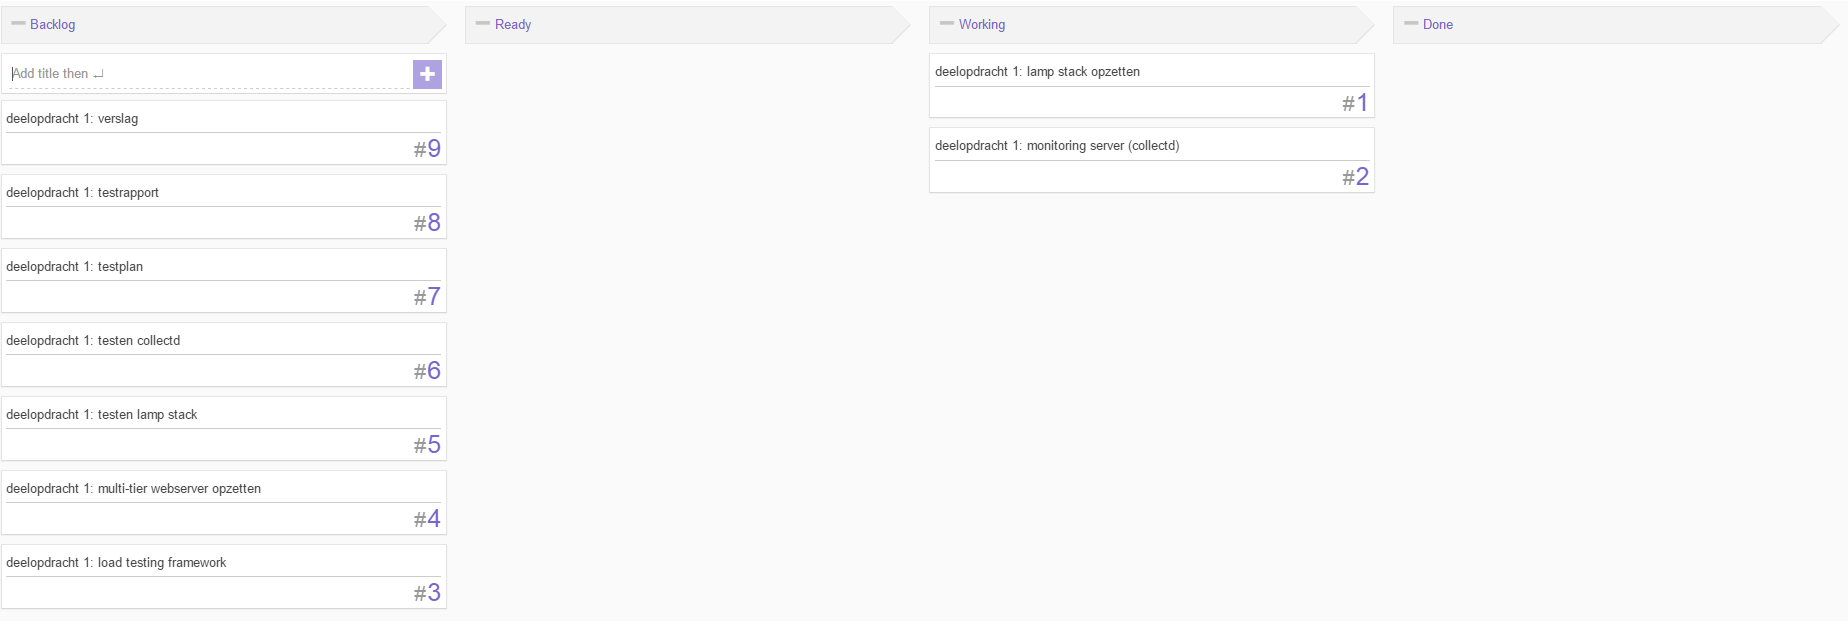 Backlog
Add title then ↵
deelopdracht 1: verslag
#9
deelopdracht 1: testrapport
#8
deelopdracht 1: testplan
#7
deelopdracht 1: testen collectd
#6
deelopdracht 1: testen lamp stack
#5
deelopdracht 1: multi-tier webserver opzetten
#4
deelopdracht 1: load testing framework
#3
Ready
Working
deelopdracht 1: lamp stack opzetten
#1
deelopdracht 1: monitoring server (collectd)
#2
Done